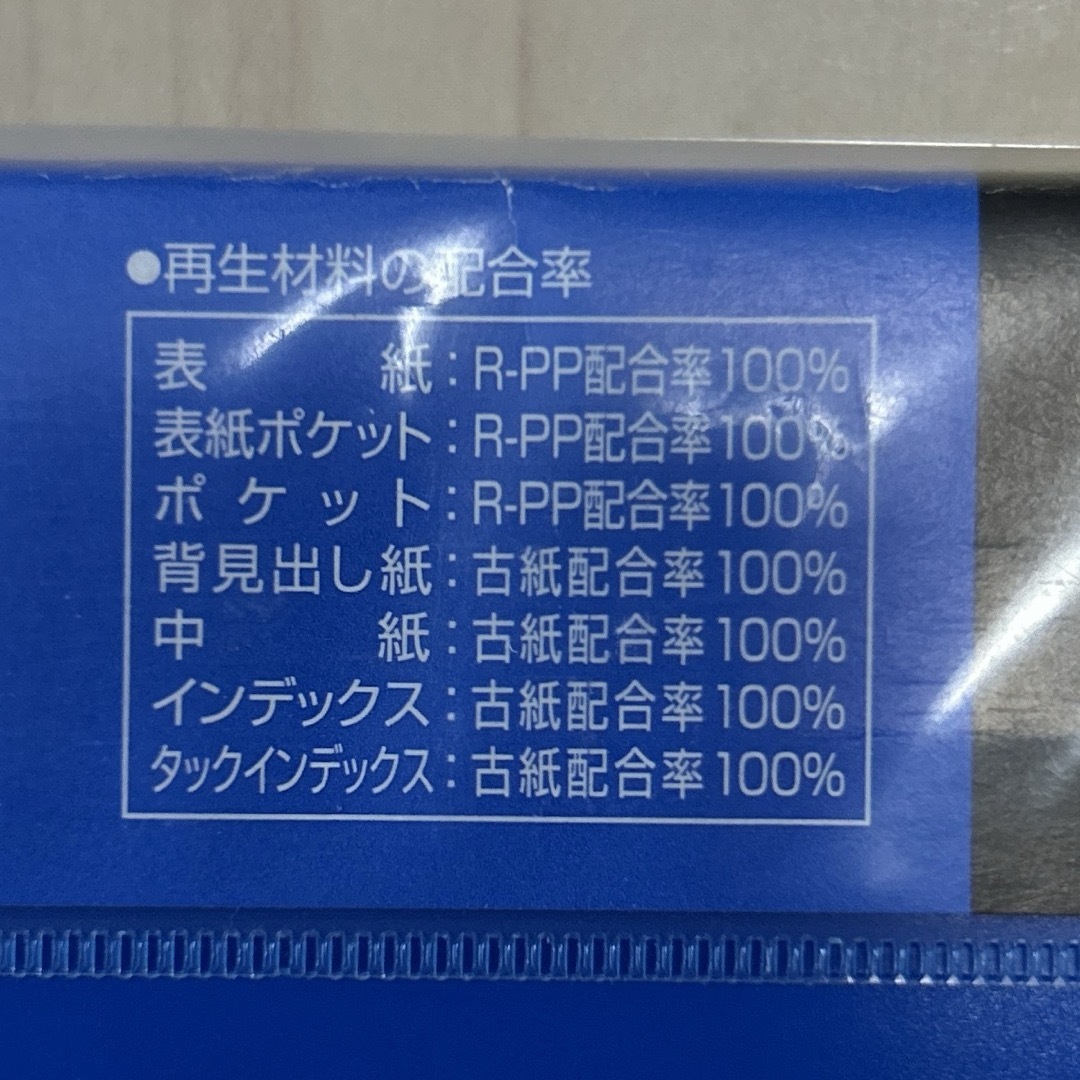 ●再生材料の配合率
表紙：R-PP配合率100%
表紙ポケット：R-PP配合率100%
ポケット：R-PP配合率100%
背見出し紙：古紙配合率100%
中紙：古紙配合率100%
インデックス：古紙配合率100%
タックインデックス：古紙配合率100%